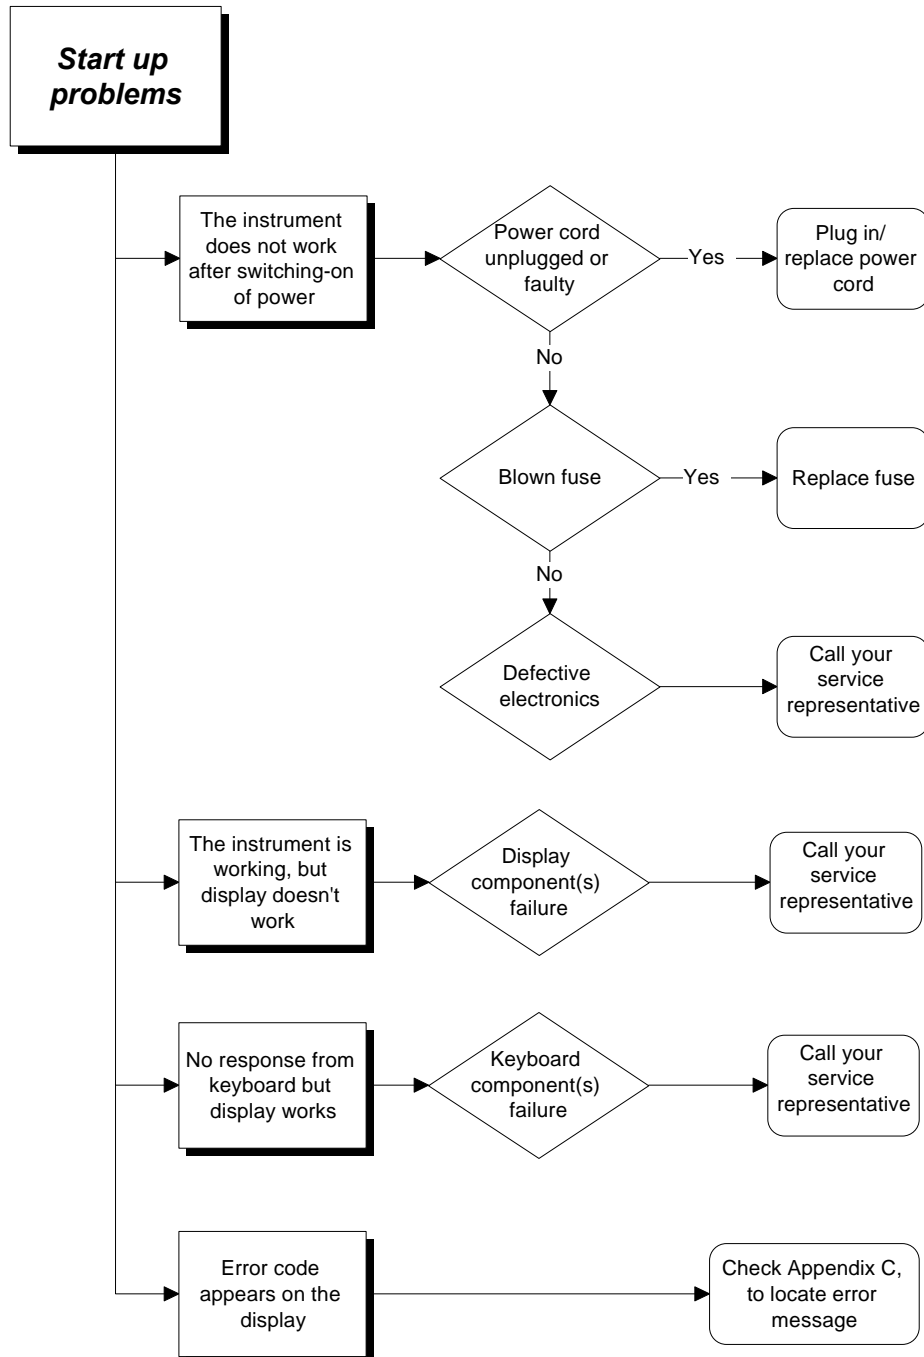 Start up
problems
The instrument
does not work
after switching-on
of power
Power cord
unplugged or
faulty
Yes
Plug in/
replace power
cord
No
Blown fuse
Yes
Replace fuse
No
Defective
electronics
Call your
service
representative
The instrument is
working, but
display doesn't
work
Display
component(s)
failure
Call your
service
representative
No response from
keyboard but
display works
Keyboard
component(s)
failure
Call your
service
representative
Error code
appears on the
display
Check Appendix C,
to locate error
message